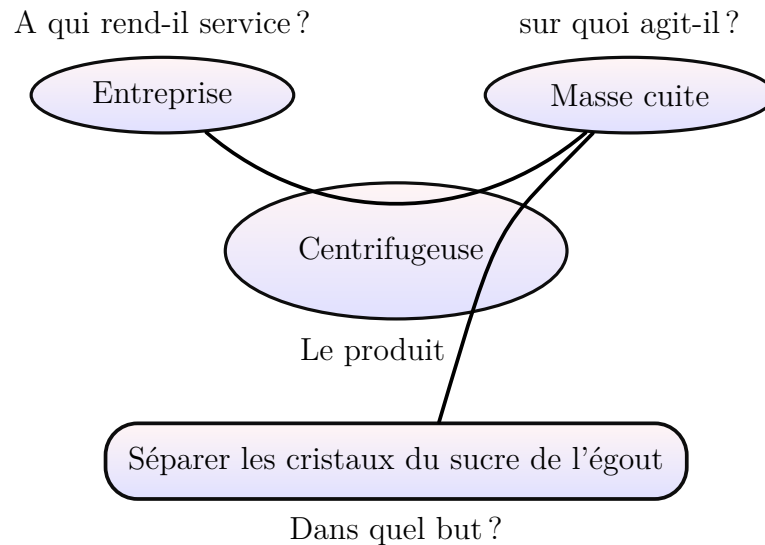 A qui rend-il service ?
sur quoi agit-il ?
Entreprise
Masse cuite
Centrifugeuse
Le produit
Séparer les cristaux du sucre de l'égout
Dans quel but ?